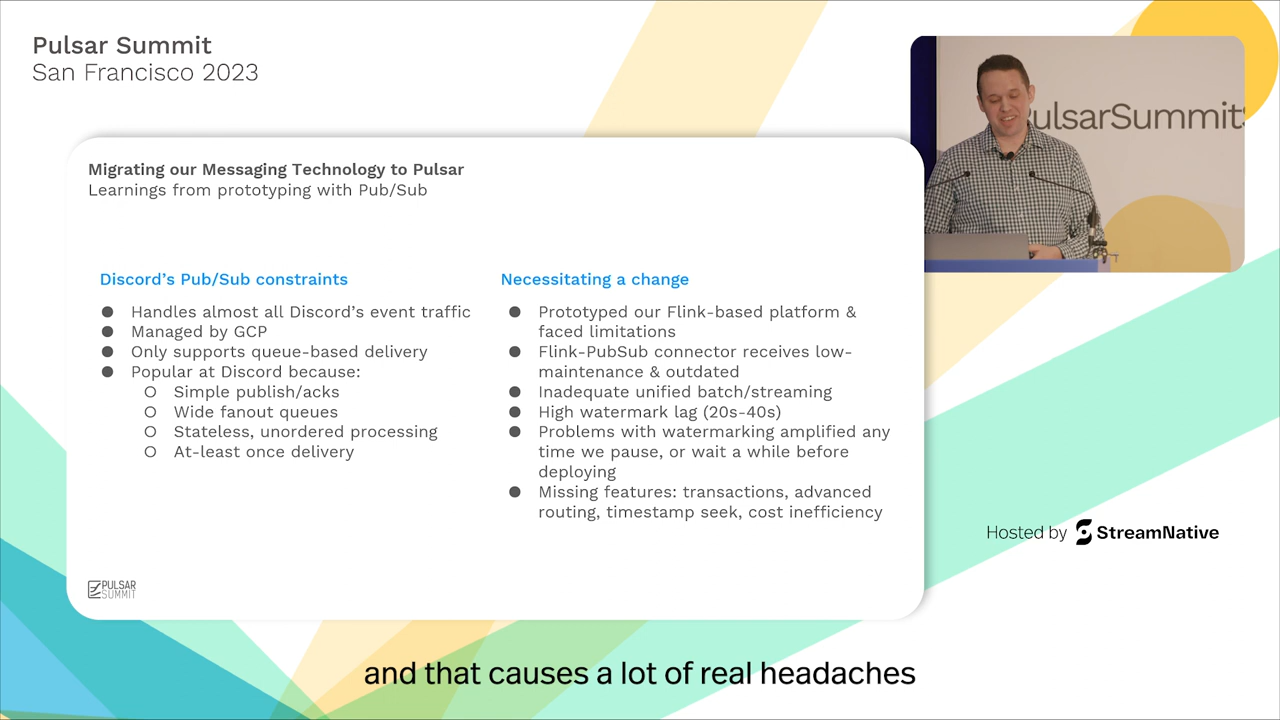 Pulsar Summit
San Francisco 2023
ulsarSummit
Migrating our Messaging Technology to Pulsar
Learnings from prototyping with Pub/Sub
Discord's Pub/Sub constraints
● Handles almost all Discord's event traffic
● Managed by GCP
● Only supports queue-based delivery
● Popular at Discord because:
O Simple publish/acks
O Wide fanout queues
O Stateless, unordered processing
O At-least once delivery
Necessitating a change
● Prototyped our Flink-based platform &
faced limitations
● Flink-PubSub connector receives low-
maintenance & outdated
● Inadequate unified batch/streaming
● High watermark lag (20s-40s)
● Problems with watermarking amplified any
time we pause, or wait a while before
deploying
● Missing features: transactions, advanced
routing, timestamp seek, cost inefficiency
Hosted by StreamNative
PULSAR
SUMMIT
and that causes a lot of real headaches